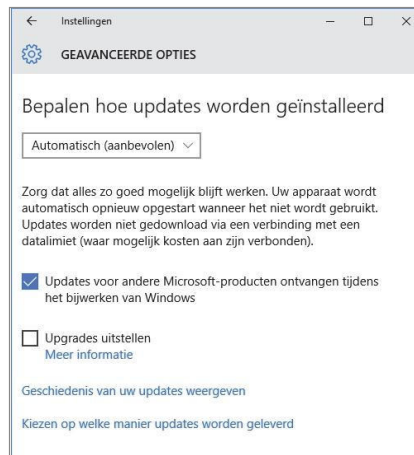 Instellingen
GEAVANCEERDE OPTIES
Bepalen hoe updates worden geïnstalleerd
Automatisch (aanbevolen)
Zorg dat alles zo goed mogelijk blijft werken. Uw apparaat wordt
automatisch opnieuw opgestart wanneer het niet wordt gebruikt.
Updates worden niet gedownload via een verbinding met een
datalimiet (waar mogelijk kosten aan zijn verbonden).
Updates voor andere Microsoft-producten ontvangen tijdens
het bijwerken van Windows
Upgrades uitstellen
Meer informatie
Geschiedenis van uw updates weergeven
Kiezen op welke manier updates worden geleverd